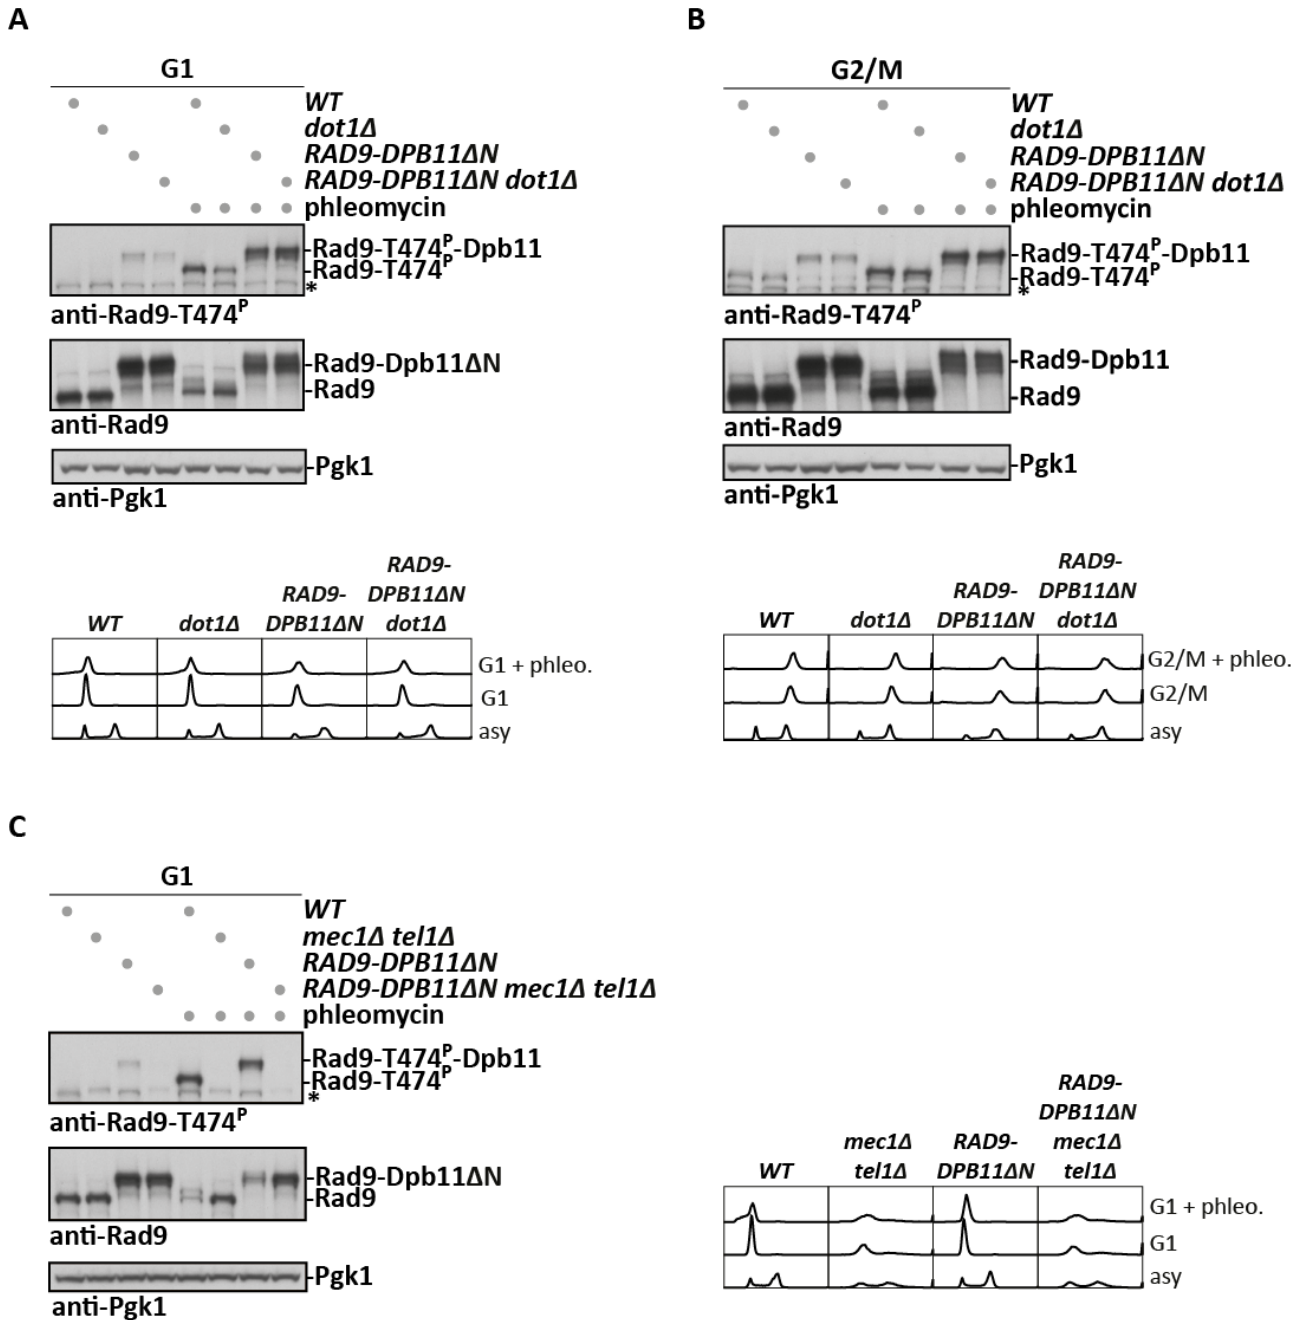 A
G1
WT
dot1Δ
RAD9-DPB11ΔN
RAD9-DPB11ΔN dot1Δ
phleomycin
-Rad9-T474ᴾ-Dpb11
-Rad9-T474ᴾ
*
anti-Rad9-T474ᴾ
-Rad9-Dpb11ΔN
-Rad9
anti-Rad9
-Pgk1
anti-Pgk1
WT
dot1Δ
RAD9-
DPB11ΔN
RAD9-
DPB11ΔN
dot1Δ
G1 + phleo.
G1
asy
B
G2/M
WT
dot1Δ
RAD9-DPB11ΔN
RAD9-DPB11ΔN dot1Δ
phleomycin
-Rad9-T474ᴾ-Dpb11
-Rad9-T474ᴾ
*
anti-Rad9-T474ᴾ
-Rad9-Dpb11
-Rad9
anti-Rad9
-Pgk1
anti-Pgk1
WT
dot1Δ
RAD9-
DPB11ΔN
RAD9-
DPB11ΔN
dot1Δ
G2/M + phleo.
G2/M
asy
C
G1
WT
mec1Δ tel1Δ
RAD9-DPB11ΔN
RAD9-DPB11ΔN mec1Δ tel1Δ
phleomycin
-Rad9-T474ᴾ-Dpb11
-Rad9-T474ᴾ
*
anti-Rad9-T474ᴾ
-Rad9-Dpb11ΔN
-Rad9
anti-Rad9
-Pgk1
anti-Pgk1
WT
mec1Δ
tel1Δ
RAD9-
DPB11ΔN
RAD9-
DPB11ΔN
mec1Δ
tel1Δ
G1 + phleo.
G1
asy